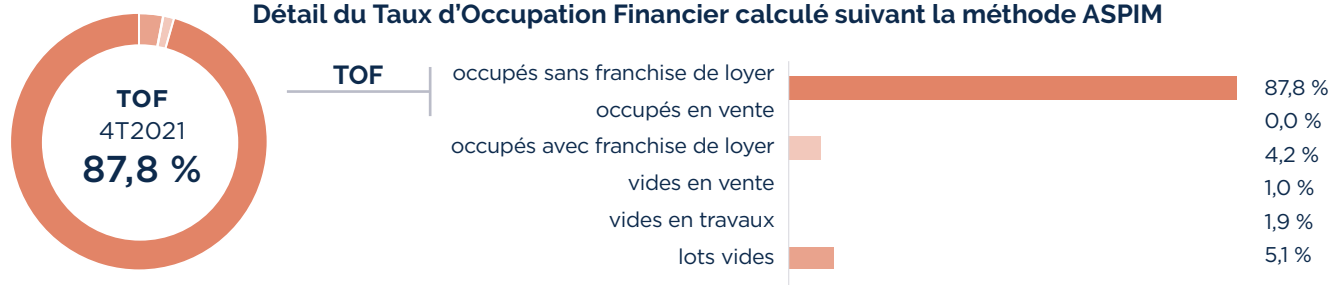 Détail du Taux d’Occupation Financier calculé suivant la méthode ASPIM
TOF
4T2021
87,8 %
TOF
occupés sans franchise de loyer 87,8 %
occupés en vente 0,0 %
occupés avec franchise de loyer 4,2 %
vides en vente 1,0 %
vides en travaux 1,9 %
lots vides 5,1 %